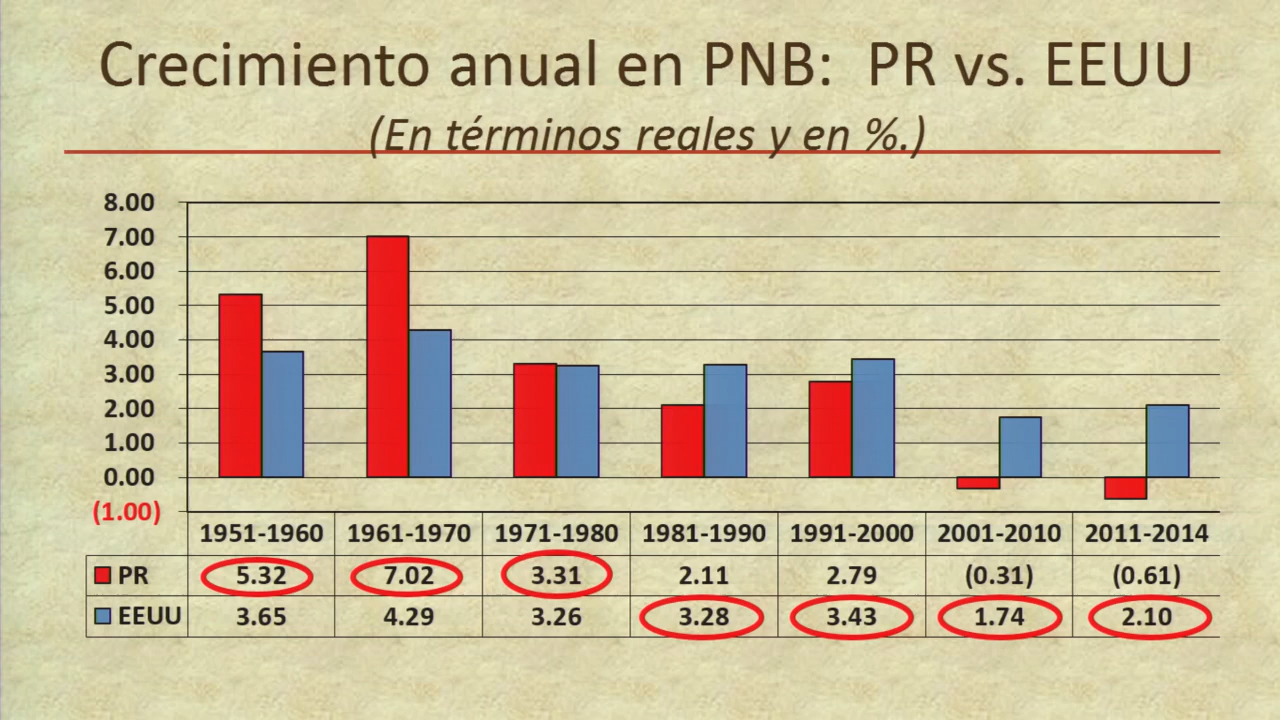 Crecimiento anual en PNB: PR vs. EEUU
(En términos reales y en %.)
8.00
7.00
6.00
5.00
4.00
3.00
2.00
1.00
0.00
(1.00)
1951-1960 1961-1970 1971-1980 1981-1990 1991-2000 2001-2010 2011-2014
PR 5.32 7.02 3.31 2.11 2.79 (0.31) (0.61)
EEUU 3.65 4.29 3.26 3.28 3.43 1.74 2.10